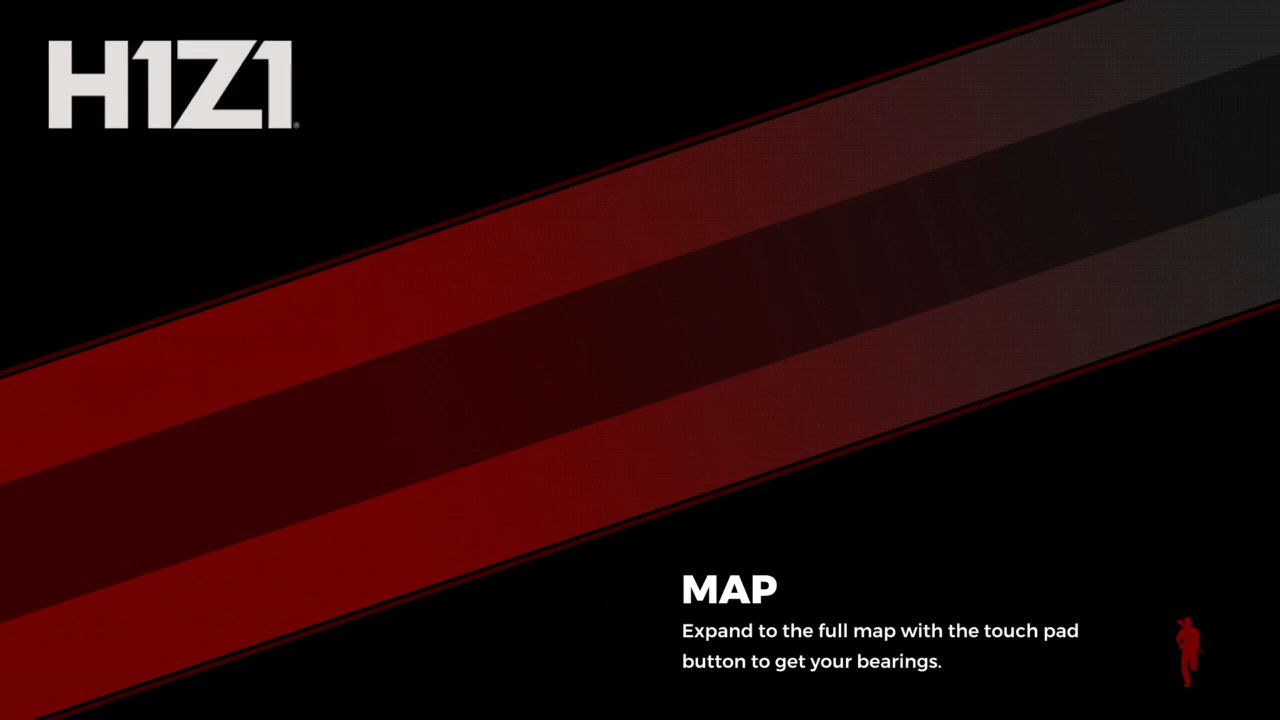 H1Z1
MAP
Expand to the full map with the touch pad
button to get your bearings.